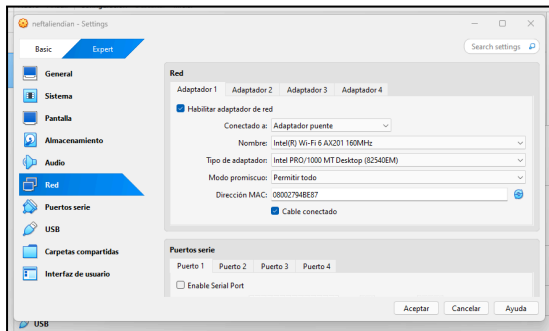 neftaliendian - Settings
Basic
Expert
Search settings
General
Sistema
Pantalla
Almacenamiento
Audio
Red
Puertos serie
USB
Carpetas compartidas
Interfaz de usuario
Red
Adaptador 1 Adaptador 2 Adaptador 3 Adaptador 4
Habilitar adaptador de red
Conectado a: Adaptador puente
Nombre: Intel(R) Wi-Fi 6 AX201 160MHz
Tipo de adaptador: Intel PRO/1000 MT Desktop (82540EM)
Modo promiscuo: Permitir todo
Dirección MAC: 08002794BE87
Cable conectado
Puertos serie
Puerto 1 Puerto 2 Puerto 3 Puerto 4
Enable Serial Port
Aceptar Cancelar Ayuda
USB